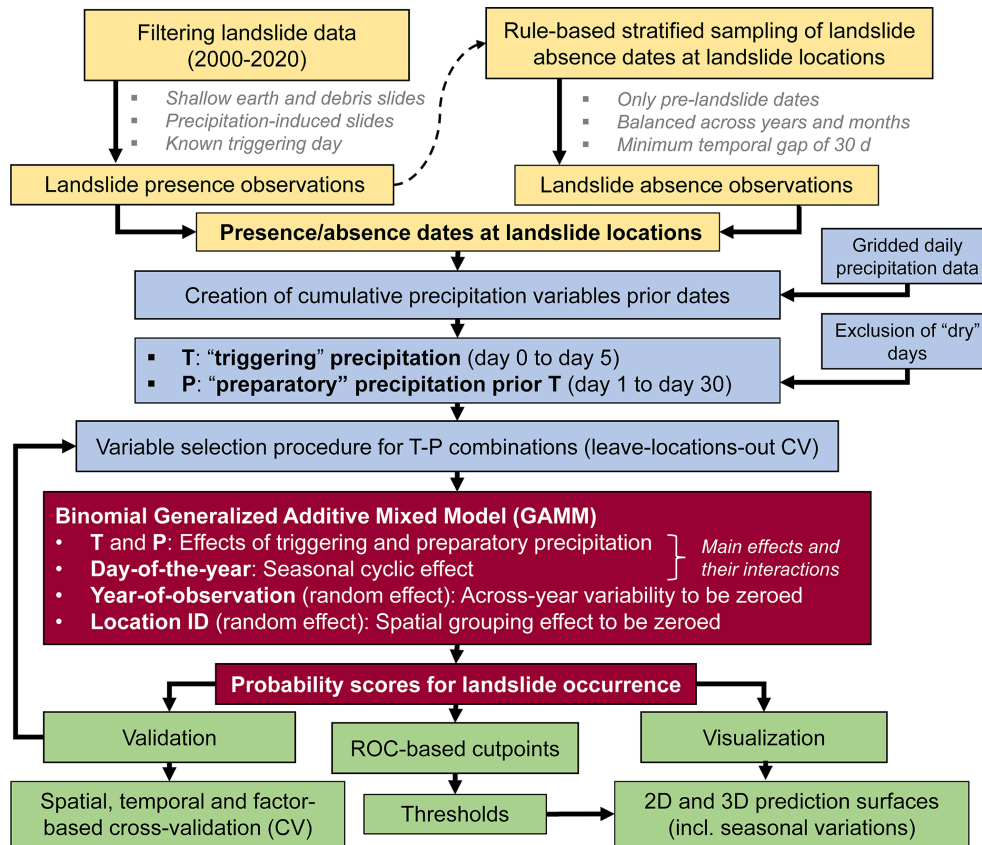 Filtering landslide data
(2000-2020)
Rule-based stratified sampling of landslide
absence dates at landslide locations
▪ Shallow earth and debris slides
▪ Precipitation-induced slides
▪ Known triggering day
▪ Only pre-landslide dates
▪ Balanced across years and months
▪ Minimum temporal gap of 30 d
Landslide presence observations
Landslide absence observations
Presence/absence dates at landslide locations
Gridded daily
precipitation data
Creation of cumulative precipitation variables prior dates
Exclusion of “dry”
days
▪ T: “triggering” precipitation (day 0 to day 5)
▪ P: “preparatory” precipitation prior T (day 1 to day 30)
Variable selection procedure for T-P combinations (leave-locations-out CV)
Binomial Generalized Additive Mixed Model (GAMM)
• T and P: Effects of triggering and preparatory precipitation
• Day-of-the-year: Seasonal cyclic effect
Main effects and
their interactions
• Year-of-observation (random effect): Across-year variability to be zeroed
• Location ID (random effect): Spatial grouping effect to be zeroed
Probability scores for landslide occurrence
Validation
ROC-based cutpoints
Visualization
Spatial, temporal and factor-
based cross-validation (CV)
Thresholds
2D and 3D prediction surfaces
(incl. seasonal variations)